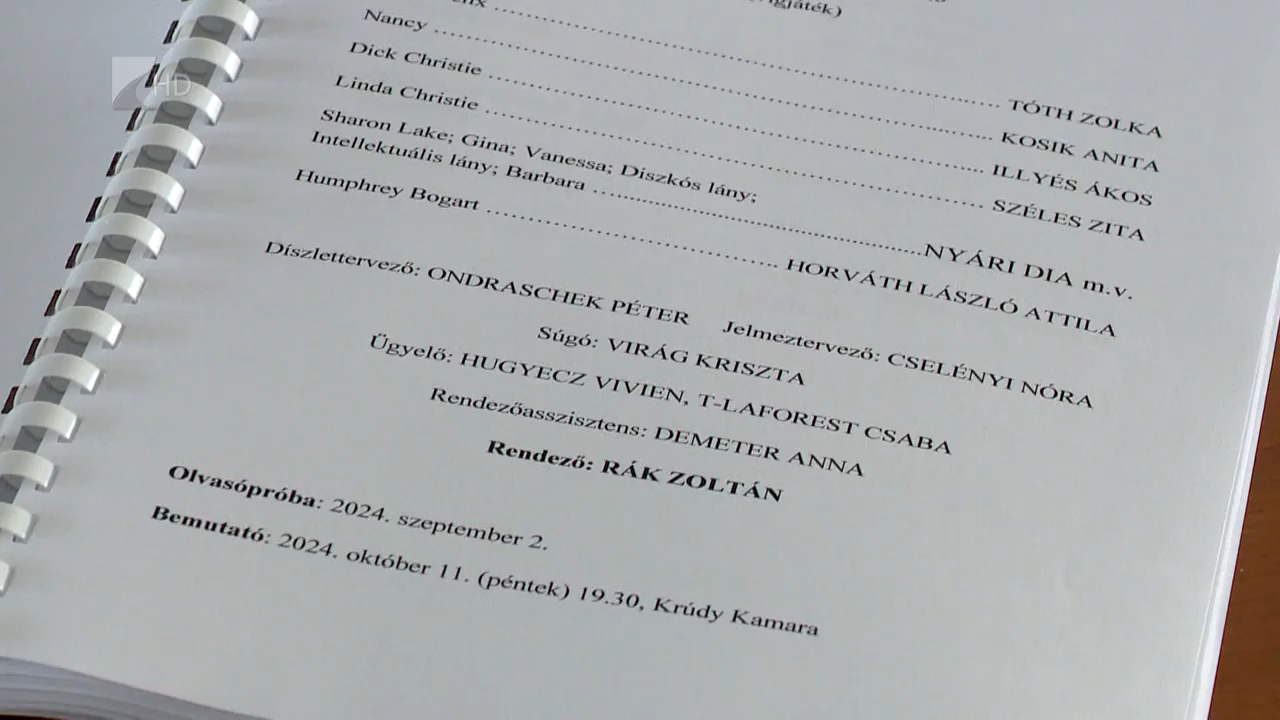 HD
Nancy ........ TÓTH ZOLKA
Dick Christie ........ KOSIK ANITA
Linda Christie ........ ILLYÉS ÁKOS
Sharon Lake; Gina; Vanessa; Diszkós lány; SZÉLES ZITA
Intellektuális lány; Barbara ........ NYÁRI DIA m.v.
Humphrey Bogart ........ HORVÁTH LÁSZLÓ ATTILA
Díszlettervező: ONDRASCHEK PÉTER Jelmeztervező: CSELÉNYI NÓRA
Súgó: VIRÁG KRISZTA
Ügyelő: HUGYECZ VIVIEN, T-LAFOREST CSABA
Rendezőasszisztens: DEMETER ANNA
Rendező: RÁK ZOLTÁN
Olvasópróba: 2024. szeptember 2.
Bemutató: 2024. október 11. (péntek) 19.30, Krúdy Kamara